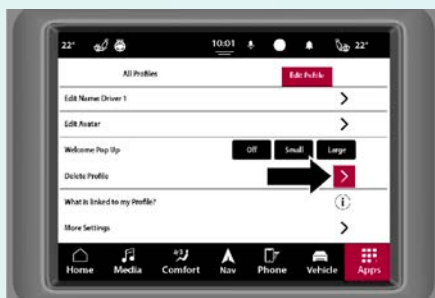 22° 10:01 22°
All Profiles Edit Profile
Edit Name: Driver 1
Edit Avatar
Welcome Pop Up Off Small Large
Delete Profile
What is linked to my Profile?
More Settings
Home Media Comfort Nav Phone Vehicle Apps